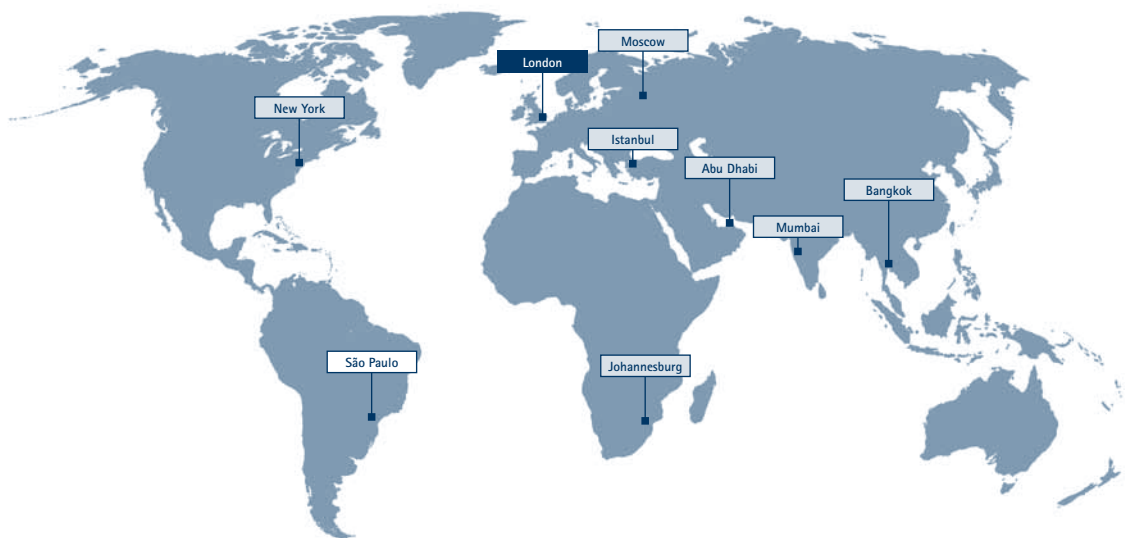 Moscow
London
New York
Istanbul
Abu Dhabi
Bangkok
Mumbai
São Paulo
Johannesburg